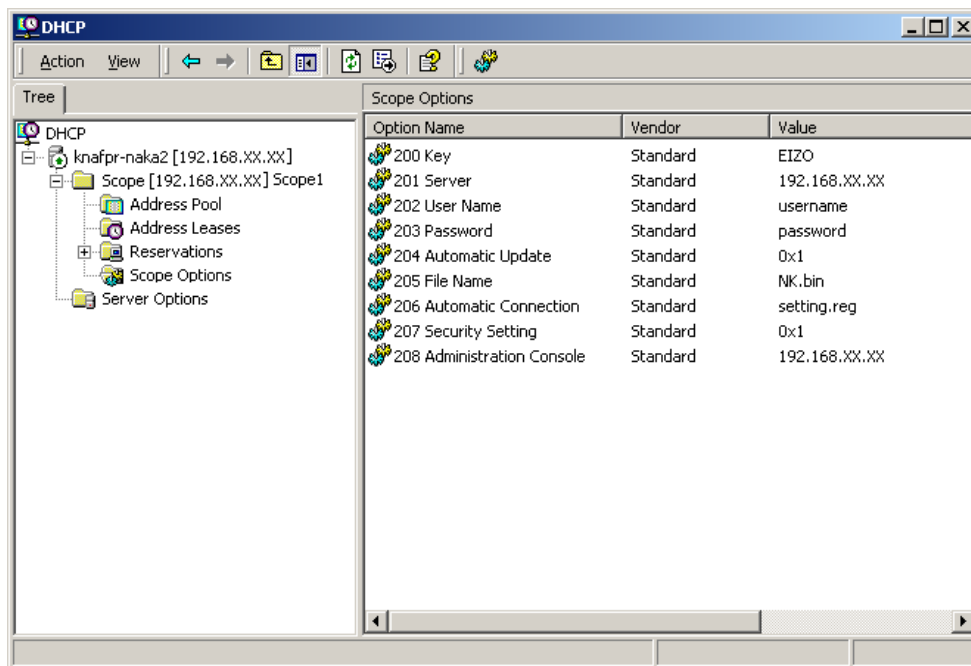 DHCP
Action View
Tree
Scope Options
DHCP
knafpr-naka2 [192.168.XX.XX]
Scope [192.168.XX.XX] Scope1
Address Pool
Address Leases
Reservations
Scope Options
Server Options
Option Name Vendor Value
200 Key Standard EIZO
201 Server Standard 192.168.XX.XX
202 User Name Standard username
203 Password Standard password
204 Automatic Update Standard 0x1
205 File Name Standard NK.bin
206 Automatic Connection Standard setting.reg
207 Security Setting Standard 0x1
208 Administration Console Standard 192.168.XX.XX